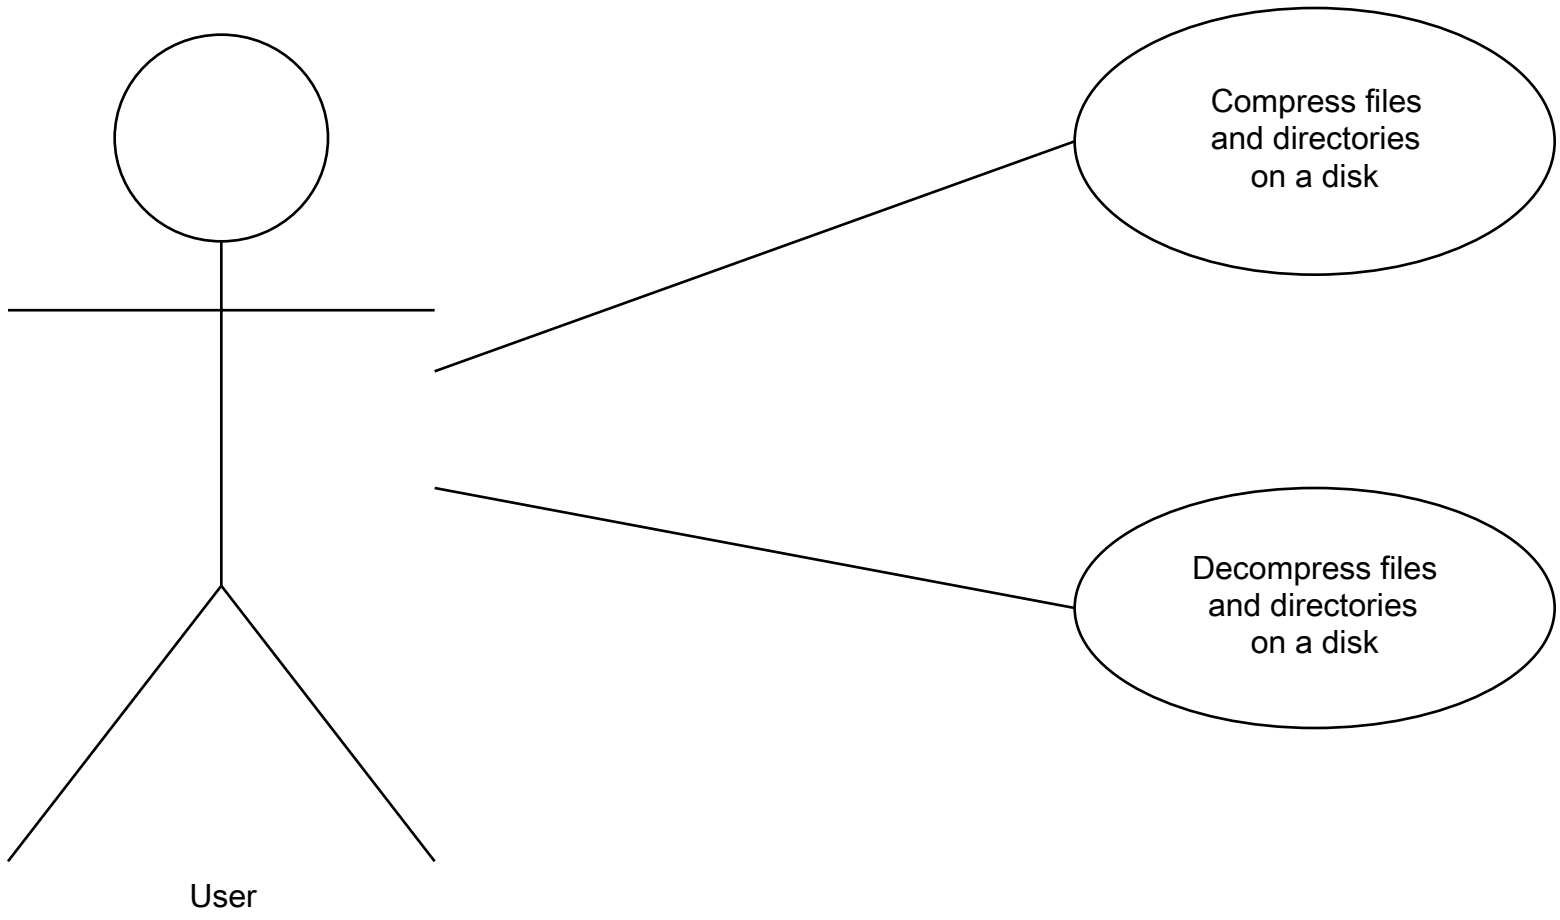 Compress files
and directories
on a disk
Decompress files
and directories
on a disk
User